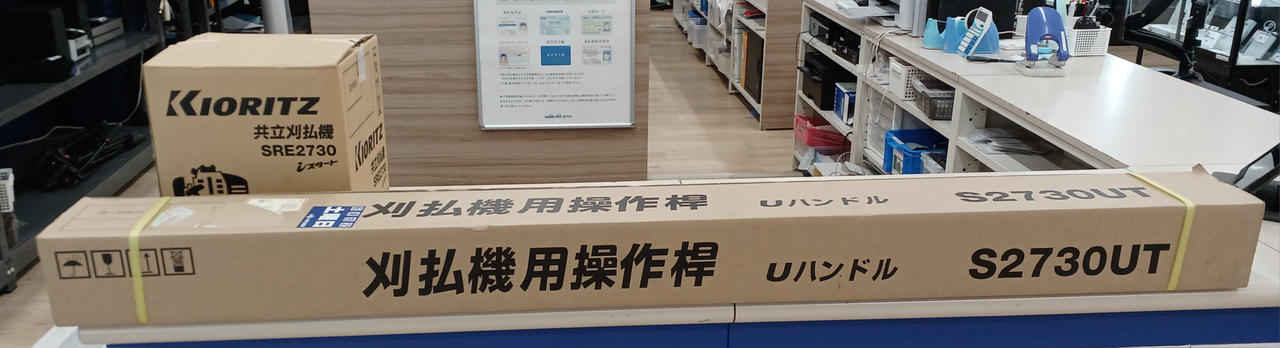 KIORITZ
共立刈払機
SRE2730
iスタート
KIORITZ
刈払機用操作桿 Uハンドル S2730UT
刈払機用操作桿 Uハンドル S2730UT